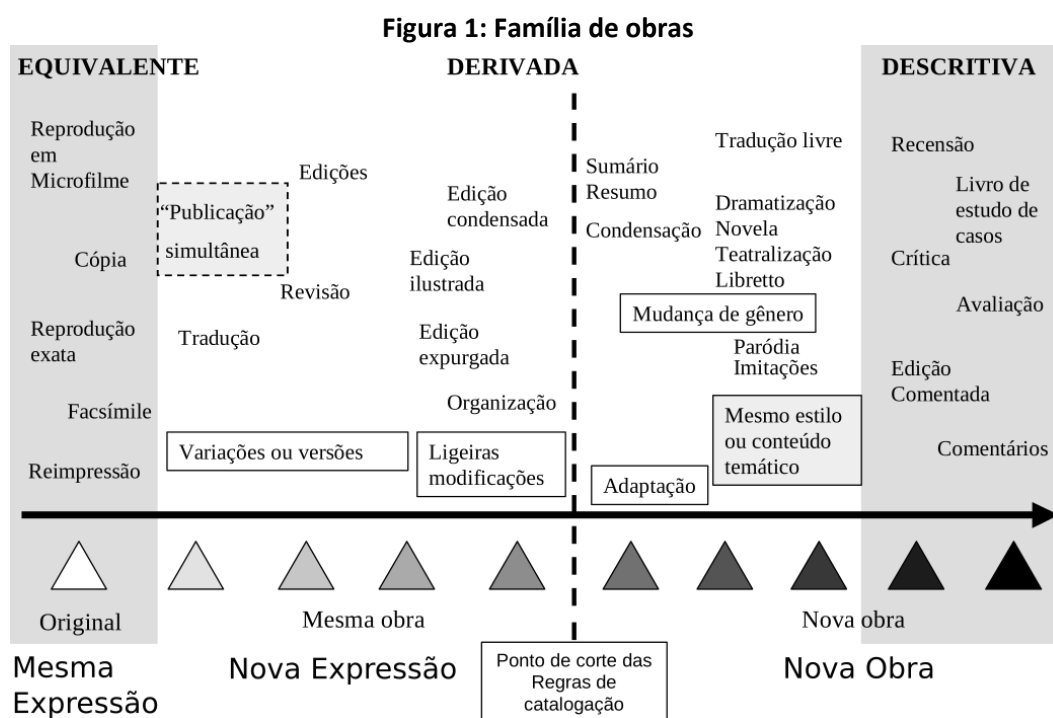 Figura 1: Família de obras
EQUIVALENTE
DERIVADA
DESCRITIVA
Reprodução
em
Microfilme
Cópia
Reprodução
exata
Facsímile
Reimpressão
“Publicação”
simultânea
Edições
Revisão
Tradução
Variações ou versões
Edição
condensada
Edição
ilustrada
Edição
expurgada
Organização
Ligeiras
modificações
Sumário
Resumo
Condensação
Tradução livre
Dramatização
Novela
Teatralização
Libretto
Mudança de gênero
Paródia
Imitações
Mesmo estilo
ou conteúdo
temático
Adaptação
Recensão
Livro de
estudo de
casos
Crítica
Avaliação
Edição
Comentada
Comentários
Original
Mesma obra
Nova obra
Mesma
Expressão
Nova Expressão
Ponto de corte das
Regras de
catalogação
Nova Obra